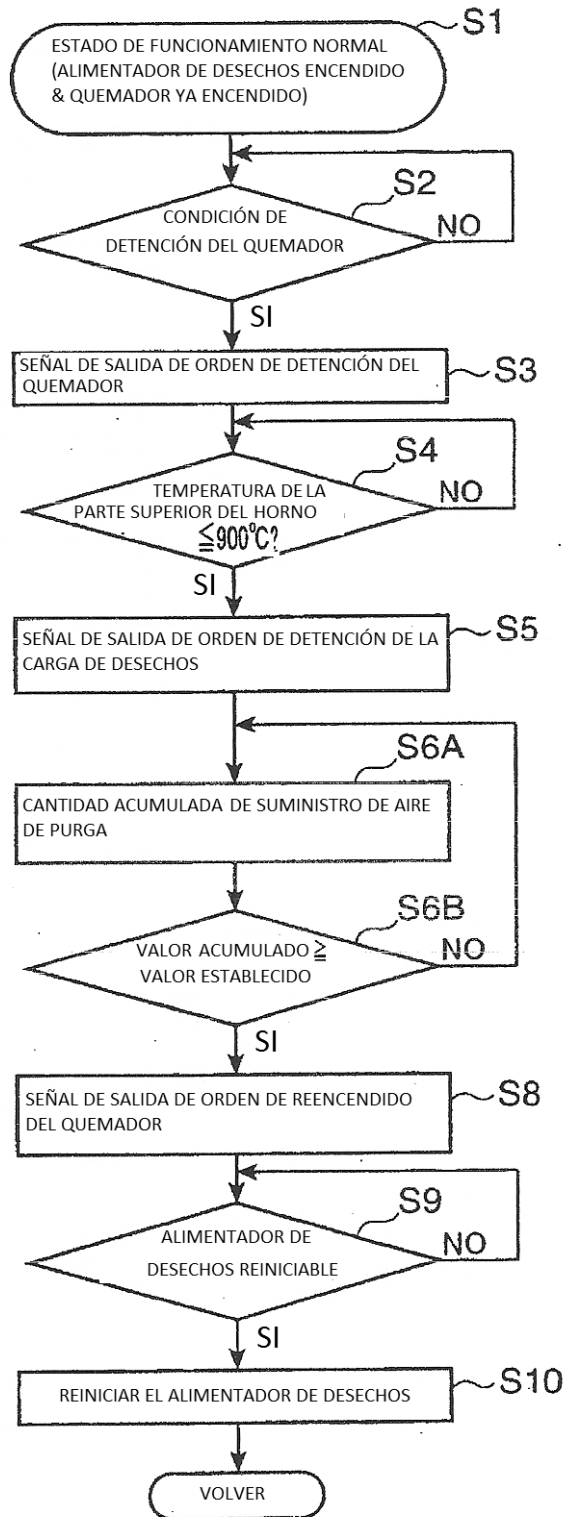 S1
ESTADO DE FUNCIONAMIENTO NORMAL
(ALIMENTADOR DE DESECHOS ENCENDIDO
& QUEMADOR YA ENCENDIDO)
S2
CONDICIÓN DE
DETENCIÓN DEL QUEMADOR
NO
SI
SEÑAL DE SALIDA DE ORDEN DE DETENCIÓN DEL
QUEMADOR
S3
S4
TEMPERATURA DE LA
PARTE SUPERIOR DEL HORNO
≦900°C?
NO
SI
SEÑAL DE SALIDA DE ORDEN DE DETENCIÓN DE LA
CARGA DE DESECHOS
S5
S6A
CANTIDAD ACUMULADA DE SUMINISTRO DE AIRE
DE PURGA
S6B
VALOR ACUMULADO ≧
VALOR ESTABLECIDO
NO
SI
SEÑAL DE SALIDA DE ORDEN DE REENCENDIDO
DEL QUEMADOR
S8
S9
ALIMENTADOR DE
DESECHOS REINICIABLE
NO
SI
REINICIAR EL ALIMENTADOR DE DESECHOS
S10
VOLVER